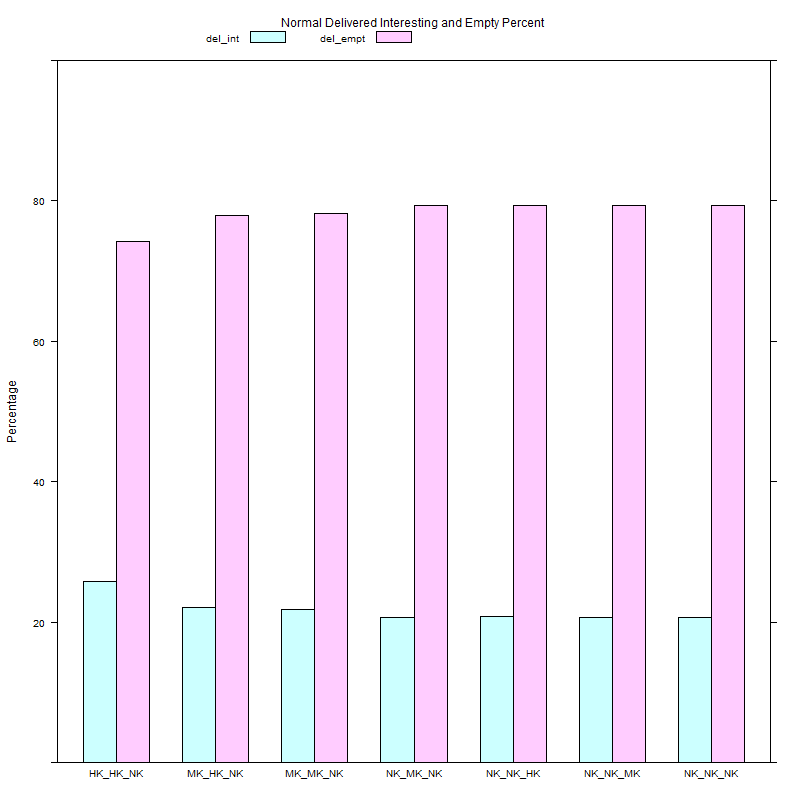 Normal Delivered Interesting and Empty Percent
del_int del_empt
80
60
40
20
Percentage
HK_HK_NK MK_HK_NK MK_MK_NK NK_MK_NK NK_NK_HK NK_NK_MK NK_NK_NK